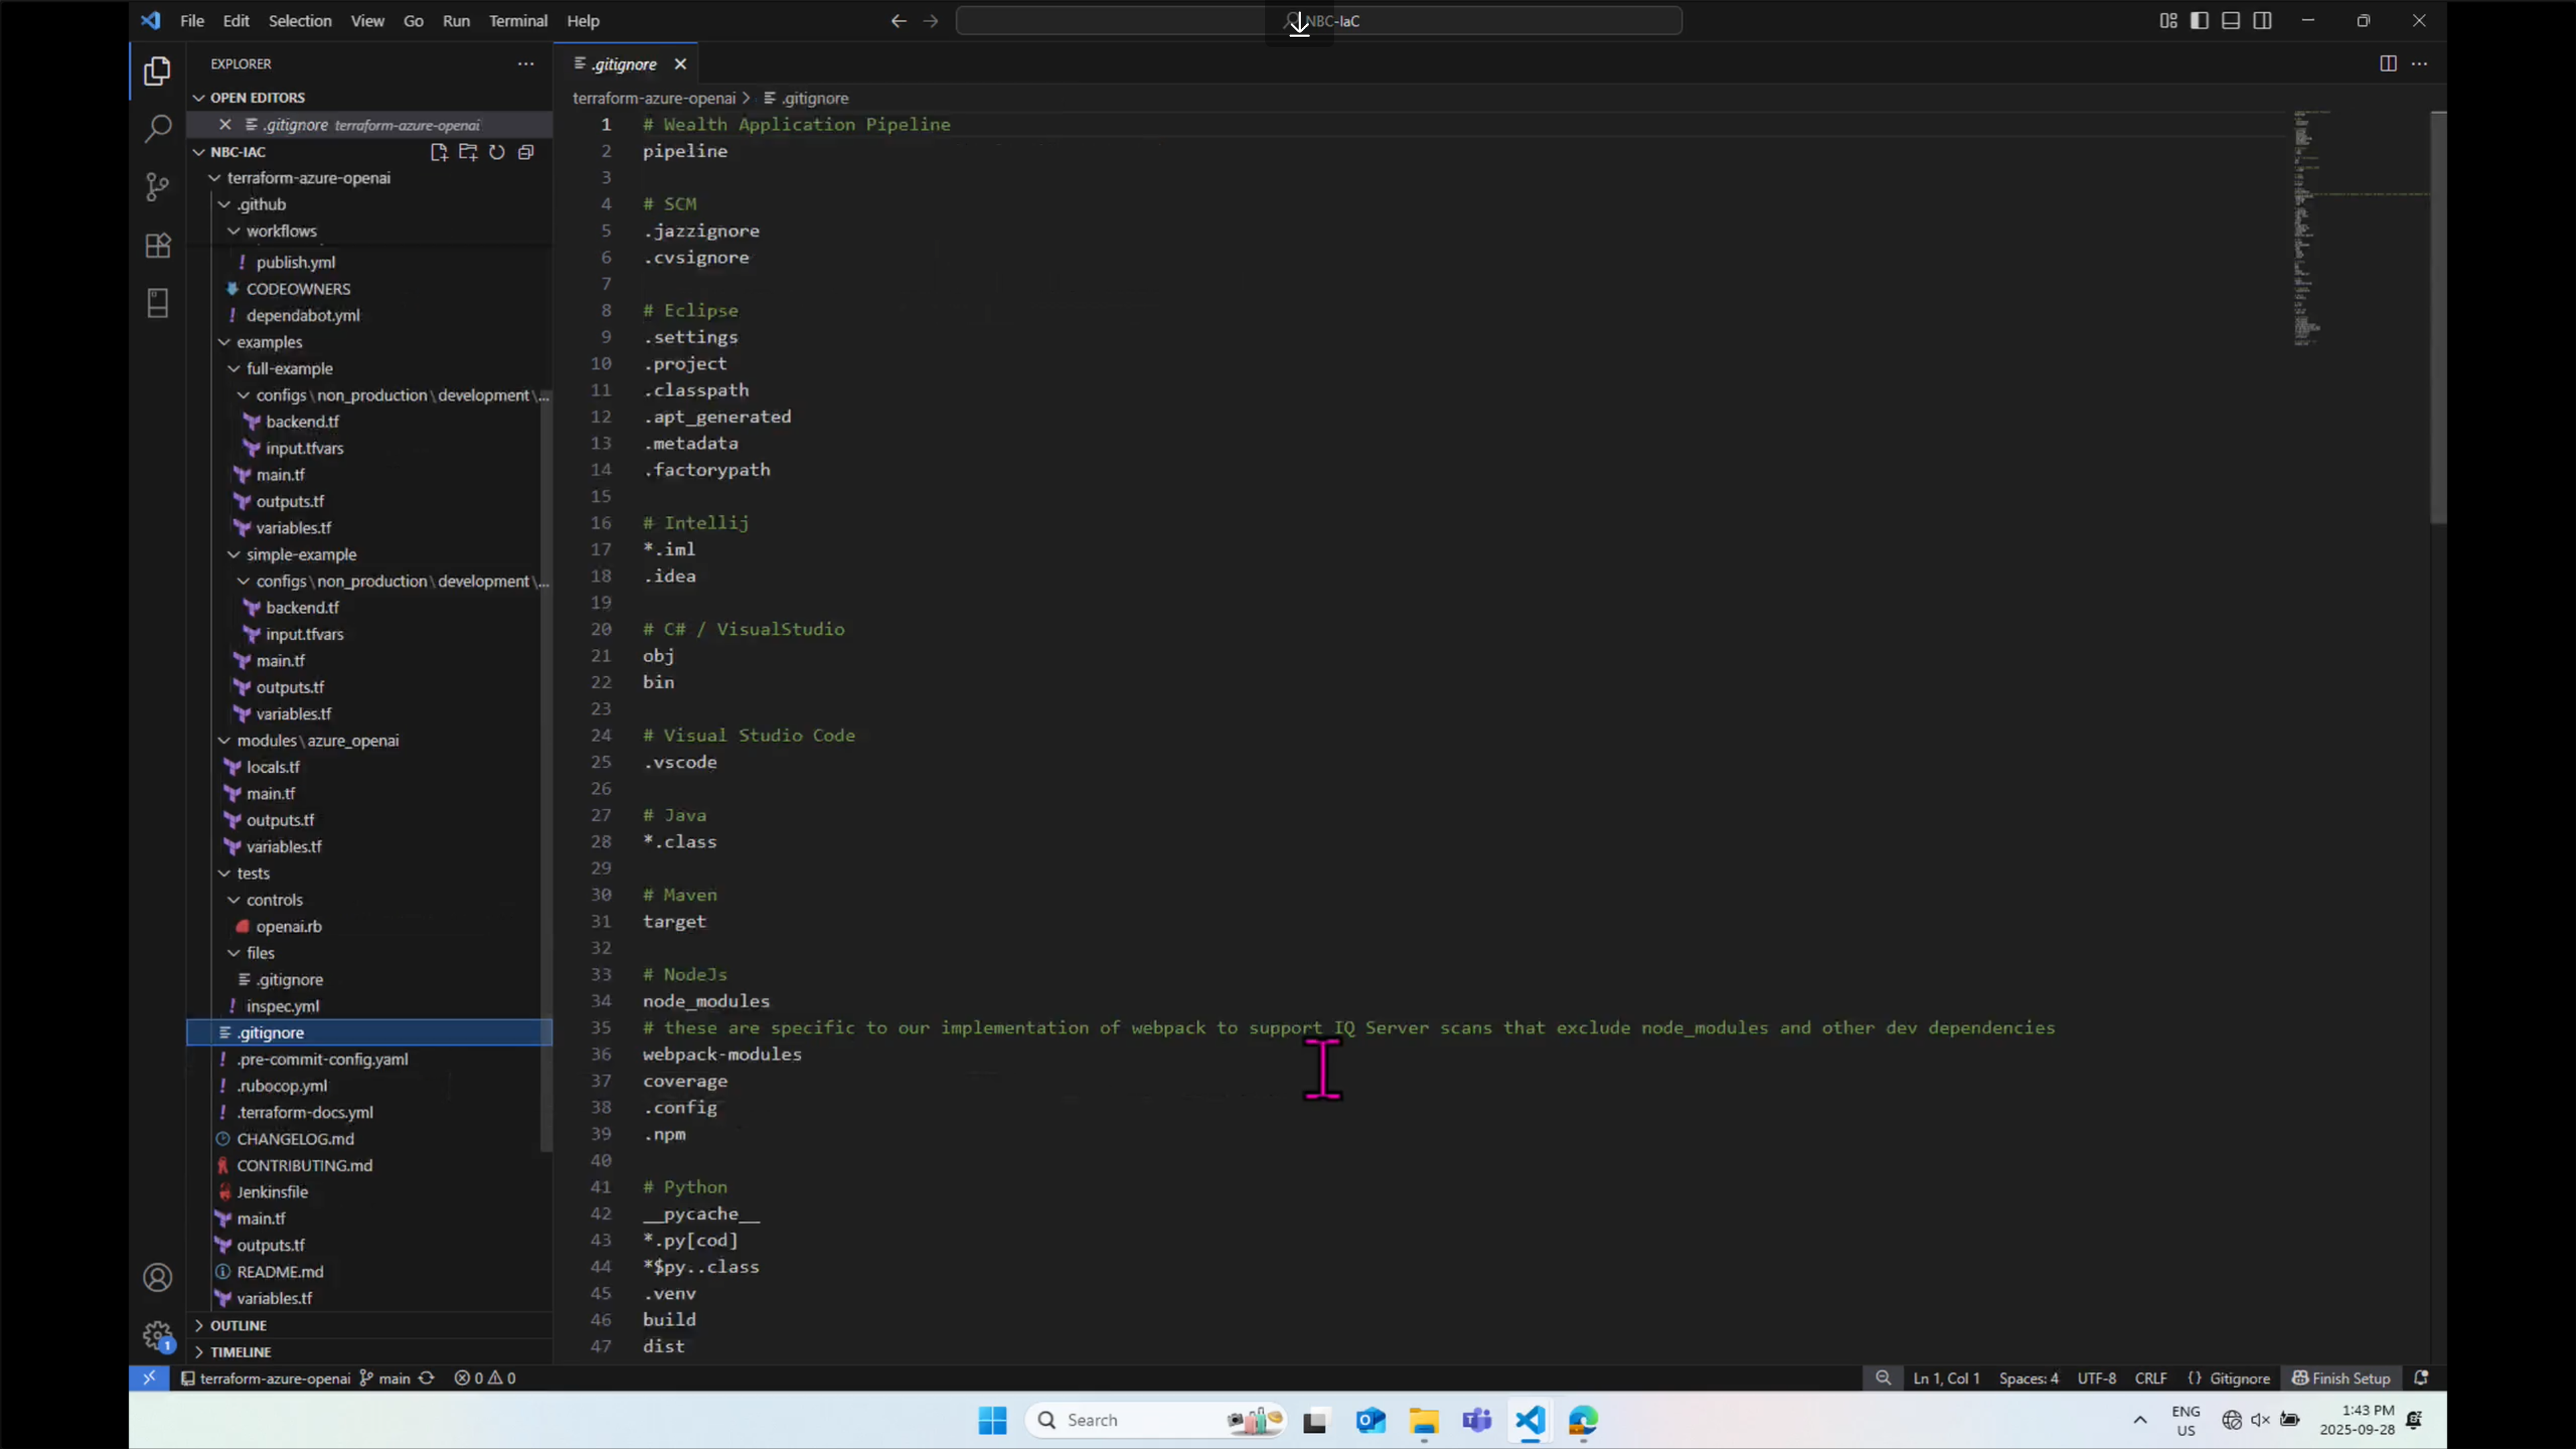 File Edit Selection View Go Run Terminal Help
NBC-IaC
EXPLORER
OPEN EDITORS
.gitignore terraform-azure-openai
NBC-IAC
terraform-azure-openai
.github
workflows
publish.yml
CODEOWNERS
dependabot.yml
examples
full-example
configs\non_production\development\...
backend.tf
input.tfvars
main.tf
outputs.tf
variables.tf
simple-example
configs\non_production\development\...
backend.tf
input.tfvars
main.tf
outputs.tf
variables.tf
modules\azure_openai
locals.tf
main.tf
outputs.tf
variables.tf
tests
controls
openai.rb
files
.gitignore
inspec.yml
.gitignore
.pre-commit-config.yaml
.rubocop.yml
.terraform-docs.yml
CHANGELOG.md
CONTRIBUTING.md
Jenkinsfile
main.tf
outputs.tf
README.md
variables.tf
OUTLINE
TIMELINE
.gitignore
terraform-azure-openai > .gitignore
1 # Wealth Application Pipeline
2 pipeline
3
4 # SCM
5 .jazzignore
6 .cvsignore
7
8 # Eclipse
9 .settings
10 .project
11 .classpath
12 .apt_generated
13 .metadata
14 .factorypath
15
16 # Intellij
17 *.iml
18 .idea
19
20 # C# / VisualStudio
21 obj
22 bin
23
24 # Visual Studio Code
25 .vscode
26
27 # Java
28 *.class
29
30 # Maven
31 target
32
33 # NodeJs
34 node_modules
35 # these are specific to our implementation of webpack to support IQ Server scans that exclude node_modules and other dev dependencies
36 webpack-modules
37 coverage
38 .config
39 .npm
40
41 # Python
42 __pycache__
43 *.py[cod]
44 *$py..class
45 .venv
46 build
47 dist
1
terraform-azure-openai main 0 0
Ln 1, Col 1 Spaces: 4 UTF-8 CRLF {} Gitignore Finish Setup
Search
ENG
US
1:43 PM
2025-09-28